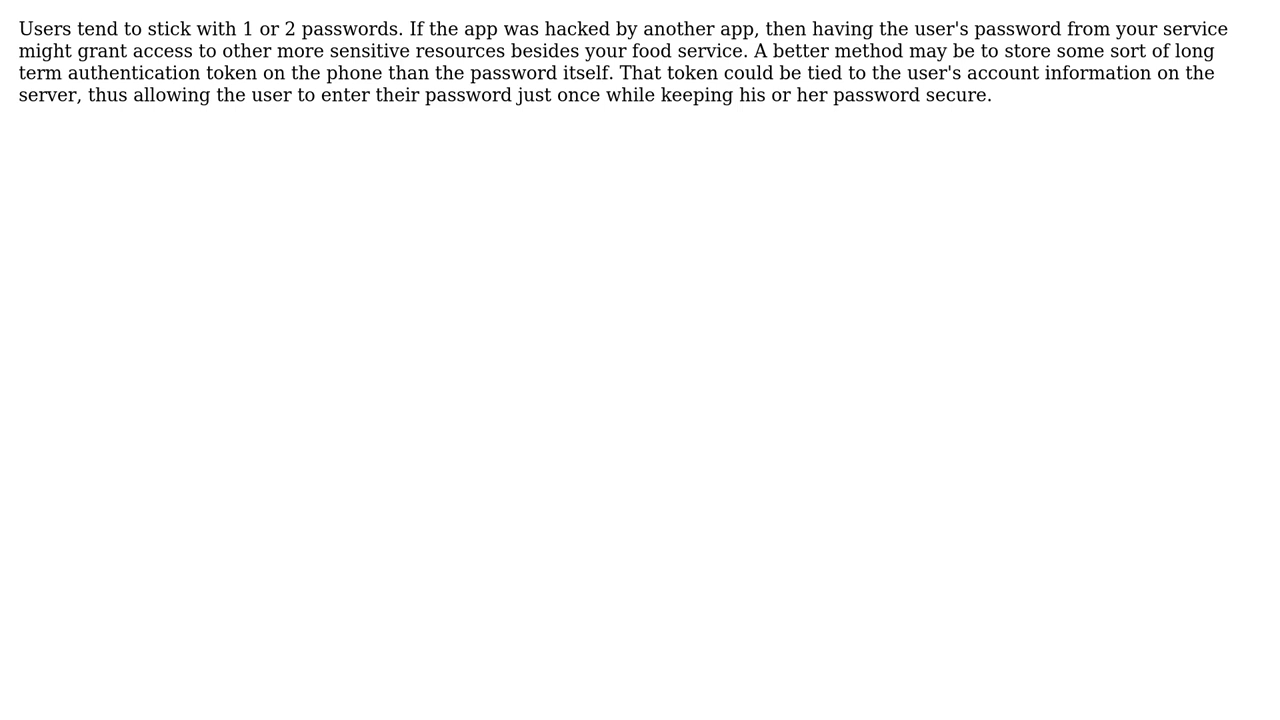 Users tend to stick with 1 or 2 passwords. If the app was hacked by another app, then having the user's password from your service
might grant access to other more sensitive resources besides your food service. A better method may be to store some sort of long
term authentication token on the phone than the password itself. That token could be tied to the user's account information on the
server, thus allowing the user to enter their password just once while keeping his or her password secure.